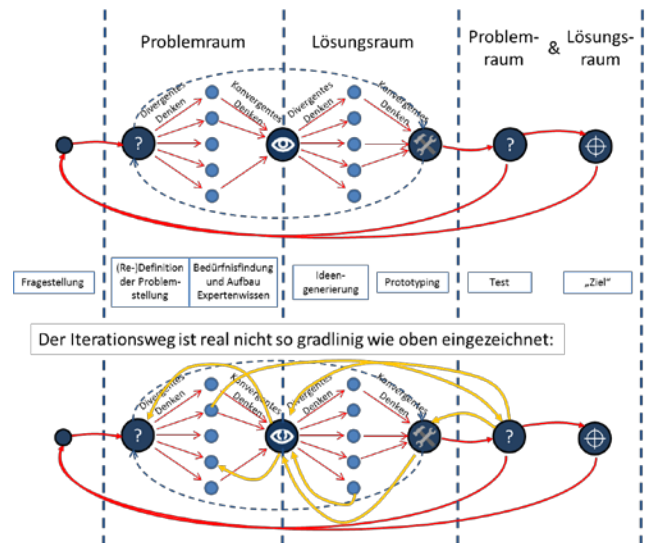 Problemraum
Lösungsraum
Problem-
raum
&
Lösungs-
raum
Divergentes
Denken
Konvergentes
Denken
Divergentes
Denken
Konvergentes
Denken
?
?
Fragestellung
(Re-)Definition
der Problem-
stellung
Bedürfnisfindung
und Aufbau
Expertenwissen
Ideen-
generierung
Prototyping
Test
„Ziel“
Der Iterationsweg ist real nicht so gradlinig wie oben eingezeichnet:
Divergentes
Denken
Konvergentes
Denken
Divergentes
Denken
Konvergentes
Denken
?
?